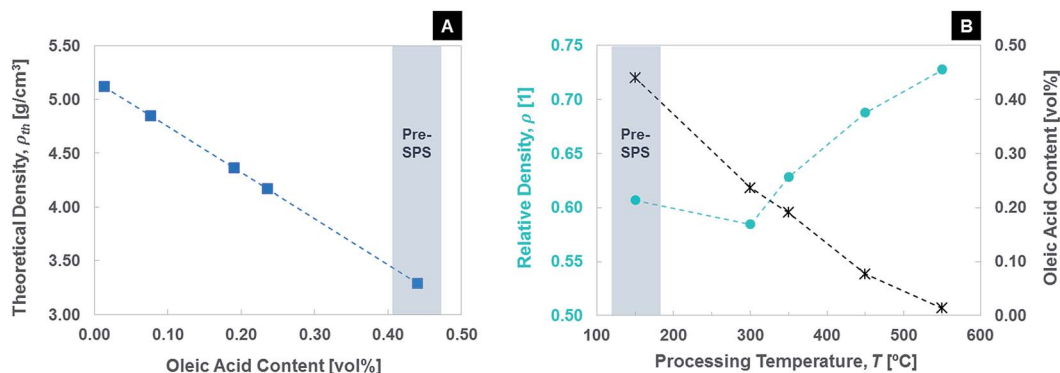 A
5.50
5.00
4.50
4.00
3.50
3.00
Theoretical Density, ρth [g/cm³]
Pre-
SPS
0.00 0.10 0.20 0.30 0.40 0.50
Oleic Acid Content [vol%]
B
0.75
0.70
0.65
0.60
0.55
0.50
Relative Density, ρ [1]
Pre-
SPS
0.50
0.40
0.30
0.20
0.10
0.00
Oleic Acid Content [vol%]
100 200 300 400 500 600
Processing Temperature, T [ºC]